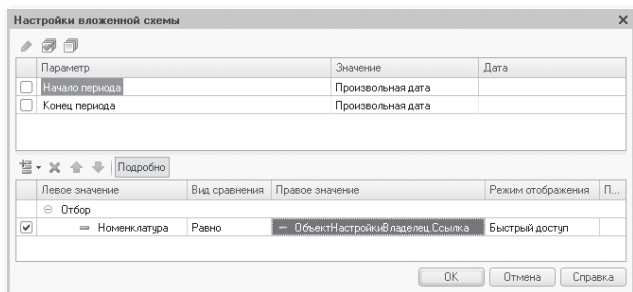 Настройки вложенной схемы
Параметр Значение Дата
Начало периода Произвольная дата
Конец периода Произвольная дата
Подробно
Левое значение Вид сравнения Правое значение Режим отображения П...
Отбор
Номенклатура Равно ОбъектНастройкиВладелец.Ссылка Быстрый доступ
OK Отмена Справка